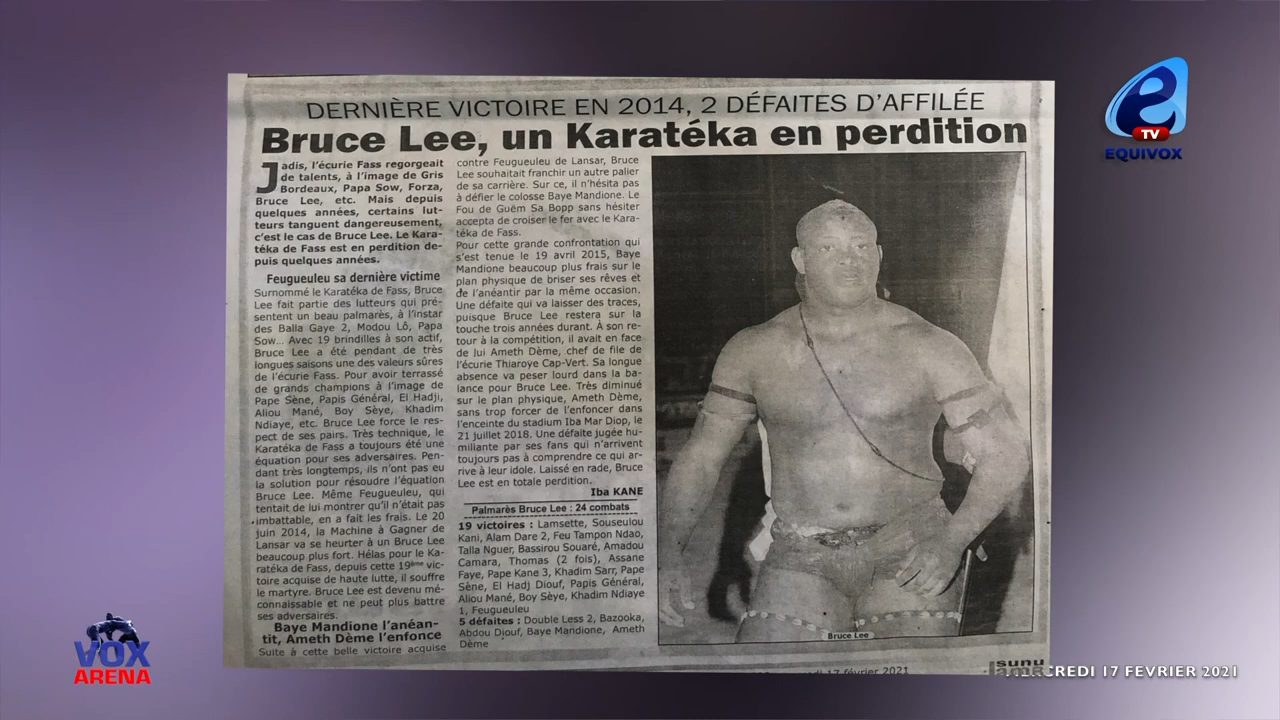 DERNIÈRE VICTOIRE EN 2014, 2 DÉFAITES D'AFFILÉE
Bruce Lee, un Karatéka en perdition
Jadis, l'écurie Fass regorgeait
de talents, à l'image de Gris
Bordeaux, Papa Sow, Forza,
Bruce Lee, etc. Mais depuis
quelques années, certains lut-
teurs tanguent dangereusement,
c'est le cas de Bruce Lee. Le Kara-
téka de Fass est en perdition de-
puis quelques années.
Feugueuleu sa dernière victime
Surnommé le Karatéka de Fass, Bruce
Lee fait partie des lutteurs qui pré-
sentent un beau palmarès, à l'instar
des Balla Gaye 2, Modou Lô, Papa
Sow... Avec 19 brindilles à son actif,
Bruce Lee a été pendant de très
longues saisons une des valeurs sûres
de l'écurie Fass. Pour avoir terrassé
de grands champions à l'image de
Pape Sène, Papis Général, El Hadji,
Aliou Mané, Boy Sèye, Khadim
Ndiaye, etc. Bruce Lee force le res-
pect de ses pairs. Très technique, le
Karatéka de Fass a toujours été une
équation pour ses adversaires. Pen-
dant très longtemps, ils n'ont pas eu
la solution pour résoudre l'équation
Bruce Lee. Même Feugueuleu, qui
tentait de lui montrer qu'il n'était pas
imbattable, en a fait les frais. Le 20
juin 2014, la Machine à Gagner de
Lansar va se heurter à un Bruce Lee
beaucoup plus fort. Hélas pour le Ka-
ratéka de Fass, depuis cette 19ème vic-
toire acquise de haute lutte, il souffre
le martyre. Bruce Lee est devenu mé-
connaissable et ne peut plus battre
ses adversaires.
Baye Mandione l'anéan-
tit, Ameth Dème l'enfonce
Suite à cette belle victoire acquise
contre Feugueuleu de Lansar, Bruce
Lee souhaitait franchir un autre palier
de sa carrière. Sur ce, il n'hésita pas
à défier le colosse Baye Mandione. Le
Fou de Guëm Sa Bopp sans hésiter
accepta de croiser le fer avec le Kara-
téka de Fass.
Pour cette grande confrontation qui
s'est tenue le 19 avril 2015, Baye
Mandione beaucoup plus frais sur le
plan physique de briser ses rêves et
de l'anéantir par la même occasion.
Une défaite qui va laisser des traces,
puisque Bruce Lee restera sur la
touche trois années durant. À son re-
tour à la compétition, il avait en face
de lui Ameth Dème, chef de file de
l'écurie Thiaroye Cap-Vert. Sa longue
absence va peser lourd dans la ba-
lance pour Bruce Lee. Très diminué
sur le plan physique, Ameth Dème,
sans trop forcer de l'enfoncer dans
l'enceinte du stadium Iba Mar Diop, le
21 juillet 2018. Une défaite jugée hu-
miliante par ses fans qui n'arrivent
toujours pas à comprendre ce qui ar-
rive à leur idole. Laissé en rade, Bruce
Lee est en totale perdition.
Iba KANE
Palmarès Bruce Lee : 24 combats
19 victoires : Lamsette, Souseulou
Kani, Alam Dare 2, Feu Tampon Ndao,
Talla Nguer, Bassirou Souaré, Amadou
Camara, Thomas (2 fois), Assane
Faye, Pape Kane 3, Khadim Sarr, Pape
Sène, El Hadj Diouf, Papis Général,
Aliou Mané, Boy Sèye, Khadim Ndiaye
1, Feugueuleu
5 défaites : Double Less 2, Bazooka,
Abdou Diouf, Baye Mandione, Ameth
Dème
Bruce Lee
17 février 2021
sunu
lamb
e
TV
EQUIVOX
VOX
ARENA
MERCREDI 17 FEVRIER 2021